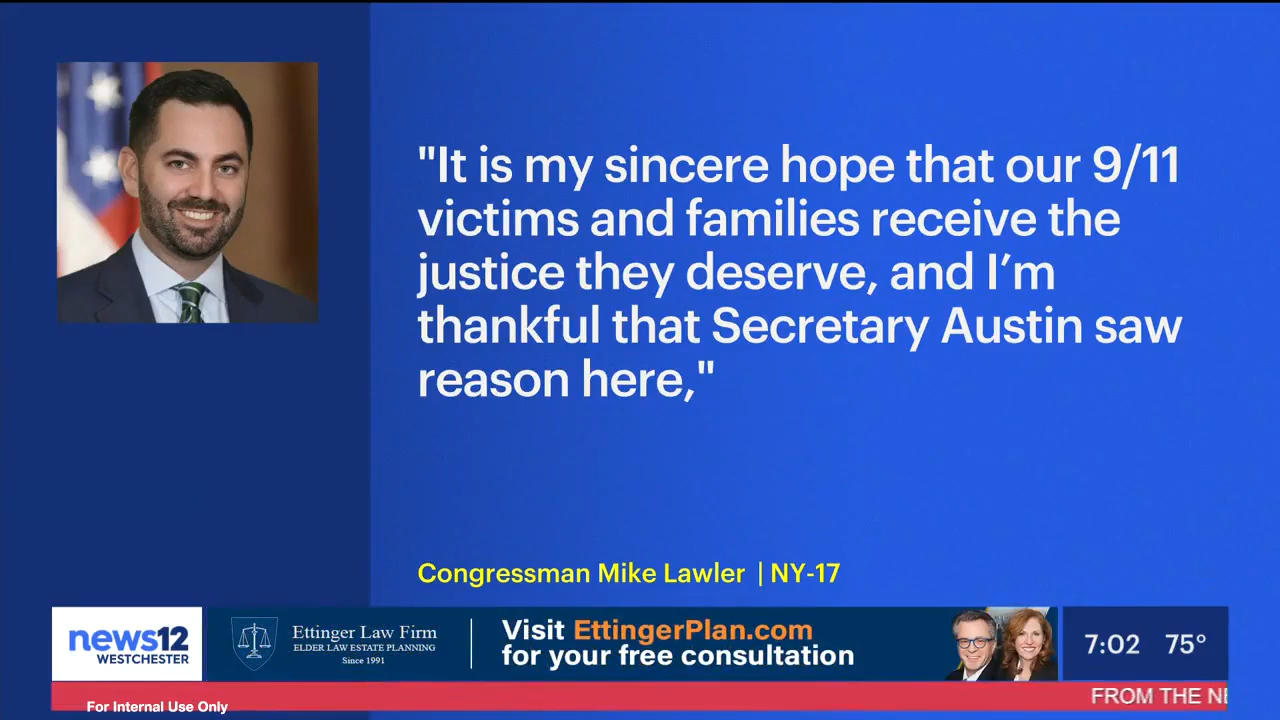 "It is my sincere hope that our 9/11
victims and families receive the
justice they deserve, and I’m
thankful that Secretary Austin saw
reason here,"
Congressman Mike Lawler | NY-17
news12
WESTCHESTER
Ettinger Law Firm
ELDER LAW ESTATE PLANNING
Since 1991
Visit EttingerPlan.com
for your free consultation
7:02 75°
FROM THE
For Internal Use Only